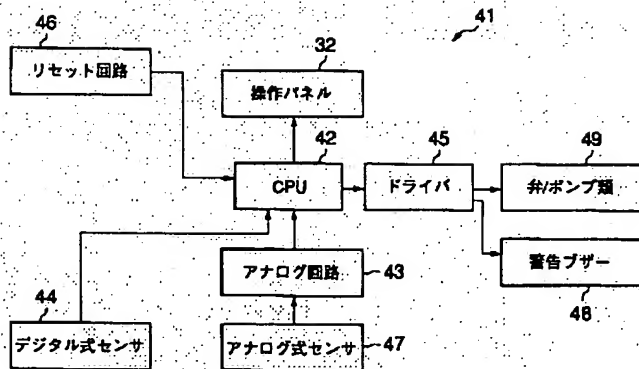 41
46
リセット回路
32
操作パネル
42
CPU
45
ドライバ
49
弁/ポンプ類
警告ブザー
48
アナログ回路
43
44
デジタル式センサ
アナログ式センサ
47